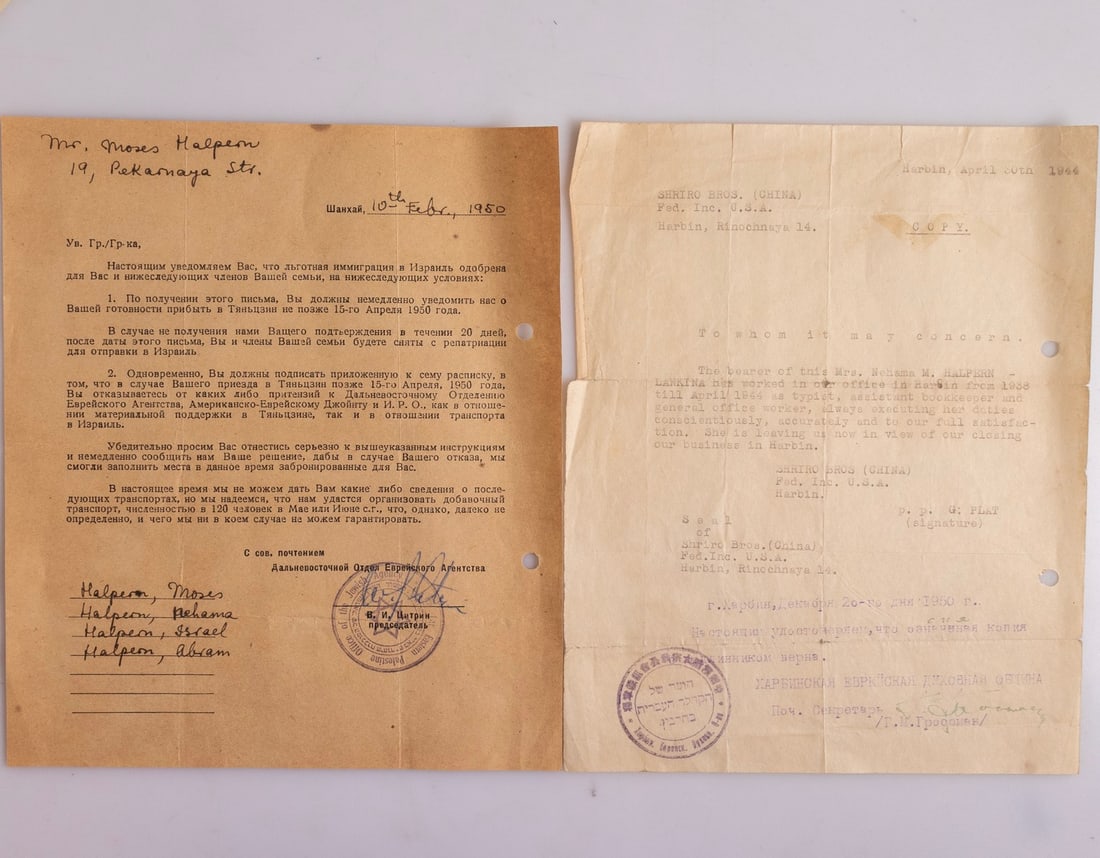 Mr. Moses Halpern
19, Pekarnaya Str.
Шанхай, 10th Febr., 1950
Ув. Гр./Гр-ка,
Настоящим уведомляем Вас, что льготная иммиграция в Израиль одобрена
для Вас и нижеследующих членов Вашей семьи, на нижеследующих условиях:
1. По получении этого письма, Вы должны немедленно уведомить нас о
Вашей готовности прибыть в Тяньцзин не позже 15-го Апреля 1950 года.
В случае не получения нами Вашего подтверждения в течении 20 дней,
после даты этого письма, Вы и члены Вашей семьи будете сняты с репатриации
для отправки в Израиль.
2. Одновременно, Вы должны подписать приложенную к сему расписку, в
том, что в случае Вашего приезда в Тяньцзин позже 15-го Апреля, 1950 года,
Вы отказываетесь от каких либо притензий к Дальневосточному Отделению
Еврейского Агентства, Американско-Еврейскому Джойнту и И. Р. О., как в отноше-
нии материальной поддержки в Тяньцзине, так и в отношении транспорта
в Израиль.
Убедительно просим Вас отнестись серьезно к вышеуказанным инструкциям
и немедленно сообщить нам Ваше решение, дабы в случае Вашего отказа, мы
смогли заполнить места в данное время забронированные для Вас.
В настоящее время мы не можем дать Вам какие либо сведения о после-
дующих транспортах, но мы надеемся, что нам удастся организовать добавочный
транспорт, численностью в 120 человек в Мае или Июне с.г., что, однако, далеко не
определенно, и чего мы ни в коем случае не можем гарантировать.
С сов. почтением
Дальневосточной Отдел Еврейского Агентства
В. И. Цитрин
председатель
Halpern, Moses
Halpern, Nehama
Halpern, Israel
Halpern, Abram
Harbin, April 30th 1944
SHRIRO BROS. (CHINA)
Fed. Inc. U.S.A.
Harbin, Rinochnaya 14.
COPY.
To whom it may concern.
The bearer of this Mrs. Nehama M. HALPERN -
LANKINA has worked in our office in Harbin from 1938
till April 1944 as typist, assistant bookkeeper and
general office worker, always executing her duties
conscientiously, accurately and to our full satisfac-
tion. She is leaving us now in view of our closing
our business in Harbin.
SHRIRO BROS (CHINA)
Fed. Inc. U.S.A.
Harbin.
p. p. G: PLAT
(signature)
Seal
of
Shriro Bros.(China)
Fed.Inc. U.S.A.
Harbin, Rinochnaya 14.
г.Харбин, Декабря 20-го дня 1950 г.
Настоящим удостоверяем, что означенная копия
верна.
ХАРБИНСКАЯ ЕВРЕЙСКАЯ ДУХОВНАЯ ОБЩИНА
Поч. Секретарь
/Г.М.Грасман/